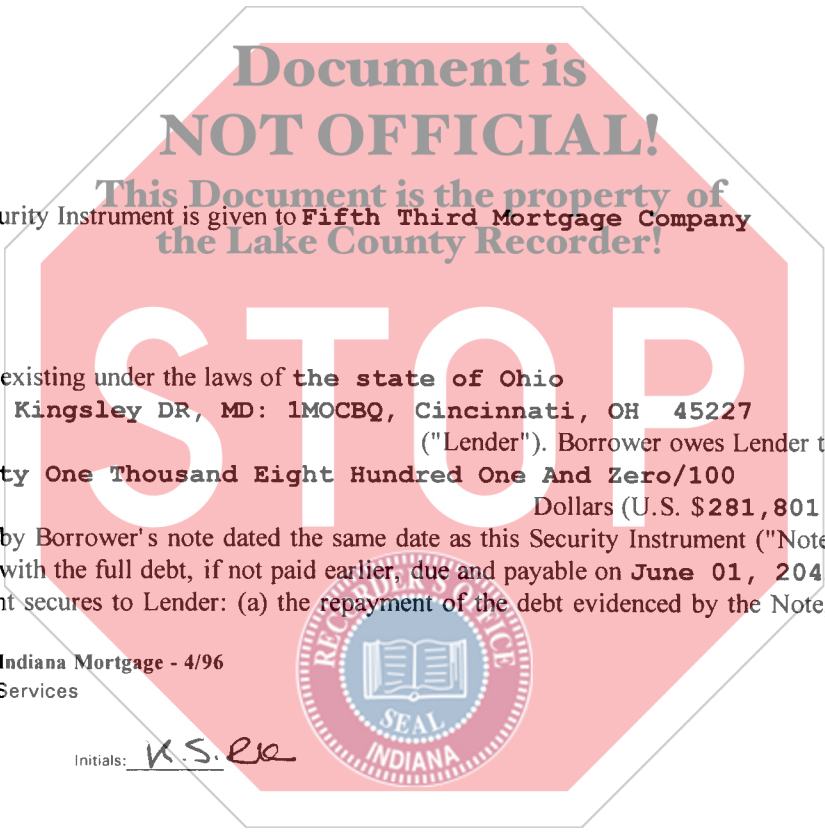 Document is
NOT OFFICIAL!
This Document is the property of
urity Instrument is given to Fifth Third Mortgage Company
the Lake County Recorder!
STOP
existing under the laws of the state of Ohio
Kingsley DR, MD: 1MOCBQ, Cincinnati, OH 45227
("Lender"). Borrower owes Lender t
ty One Thousand Eight Hundred One And Zero/100
Dollars (U.S. $281,801
by Borrower's note dated the same date as this Security Instrument ("Note
with the full debt, if not paid earlier, due and payable on June 01, 204
nt secures to Lender: (a) the repayment of the debt evidenced by the Note
RECORDER'S OFFICE
SEAL
INDIANA
Indiana Mortgage - 4/96
Services
Initials: K.S.